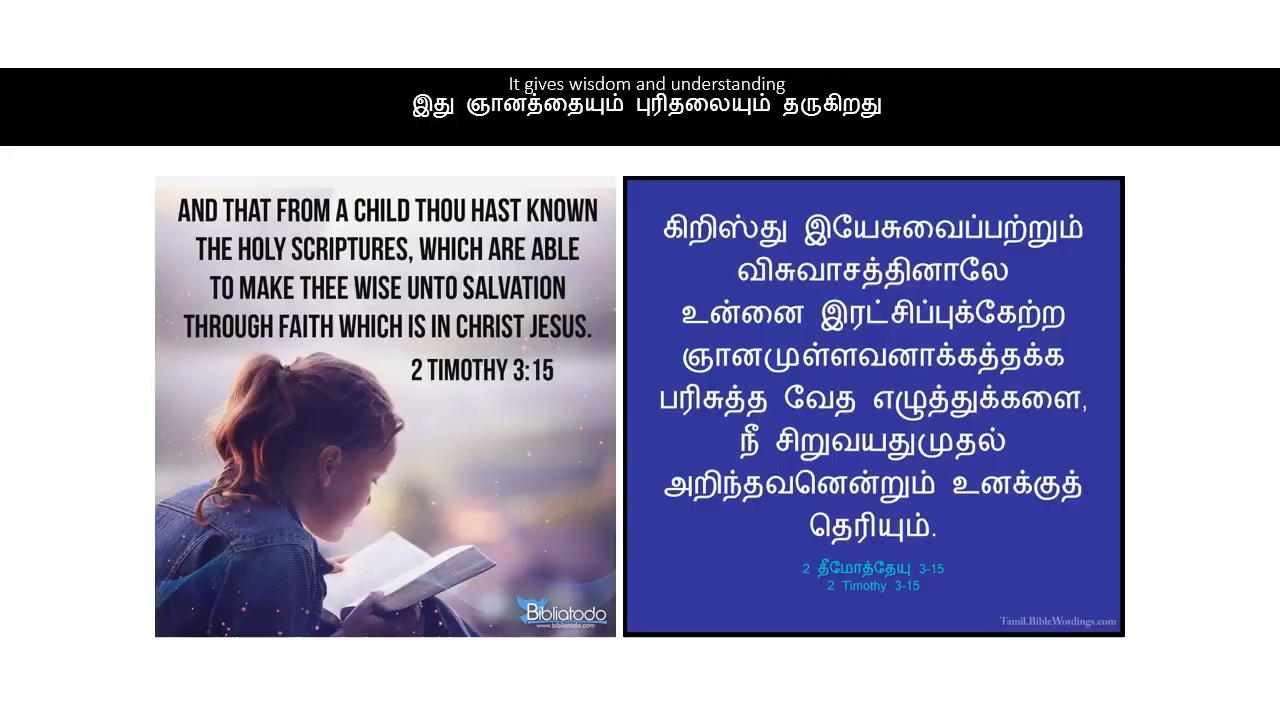 It gives wisdom and understanding
இது ஞானத்தையும் புரிதலையும் தருகிறது
AND THAT FROM A CHILD THOU HAST KNOWN
THE HOLY SCRIPTURES, WHICH ARE ABLE
TO MAKE THEE WISE UNTO SALVATION
THROUGH FAITH WHICH IS IN CHRIST JESUS.
2 TIMOTHY 3:15
Bibliatodo
www.bibliatodo.com
கிறிஸ்து இயேசுவைப்பற்றும்
விசுவாசத்தினாலே
உன்னை இரட்சிப்புக்கேற்ற
ஞானமுள்ளவனாக்கத்தக்க
பரிசுத்த வேத எழுத்துக்களை,
நீ சிறுவயதுமுதல்
அறிந்தவனென்றும் உனக்குத்
தெரியும்.
2 தீமோத்தேயு 3-15
2 Timothy 3-15
Tamil.BibleWordings.com